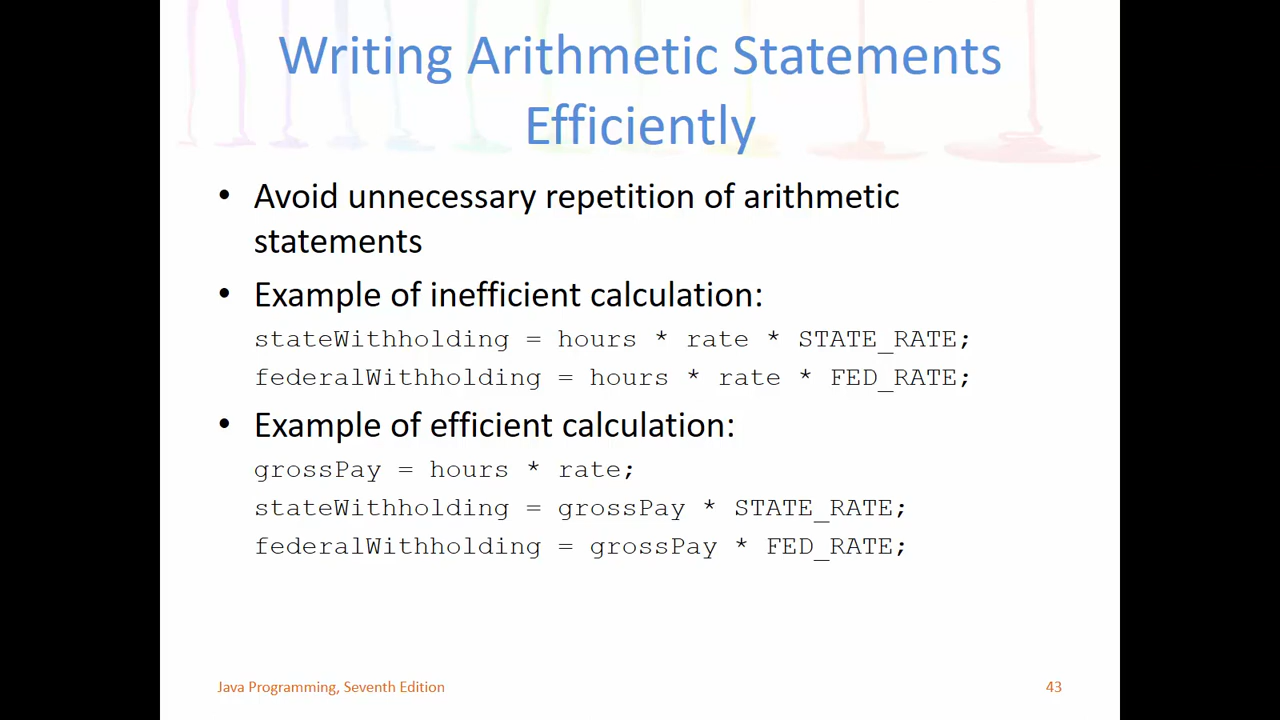 Writing Arithmetic Statements
Efficiently
• Avoid unnecessary repetition of arithmetic
statements
• Example of inefficient calculation:
stateWithholding = hours * rate * STATE_RATE;
federalWithholding = hours * rate * FED_RATE;
• Example of efficient calculation:
grossPay = hours * rate;
stateWithholding = grossPay * STATE_RATE;
federalWithholding = grossPay * FED_RATE;
Java Programming, Seventh Edition
43